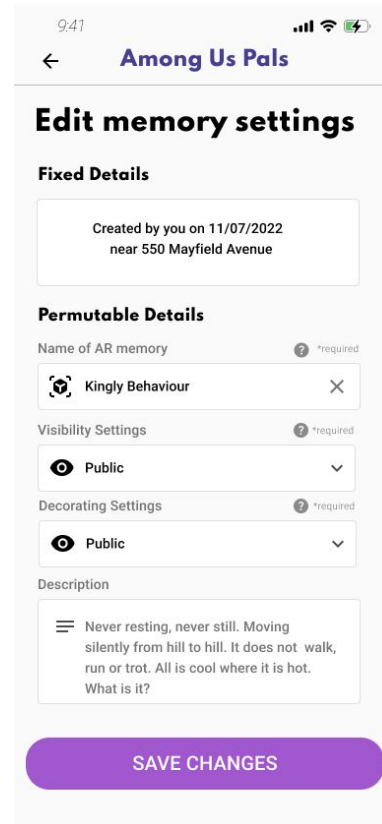 9:41
Among Us Pals
Edit memory settings
Fixed Details
Created by you on 11/07/2022
near 550 Mayfield Avenue
Permutable Details
Name of AR memory *required
Kingly Behaviour
Visibility Settings *required
Public
Decorating Settings *required
Public
Description
Never resting, never still. Moving
silently from hill to hill. It does not walk,
run or trot. All is cool where it is hot.
What is it?
SAVE CHANGES